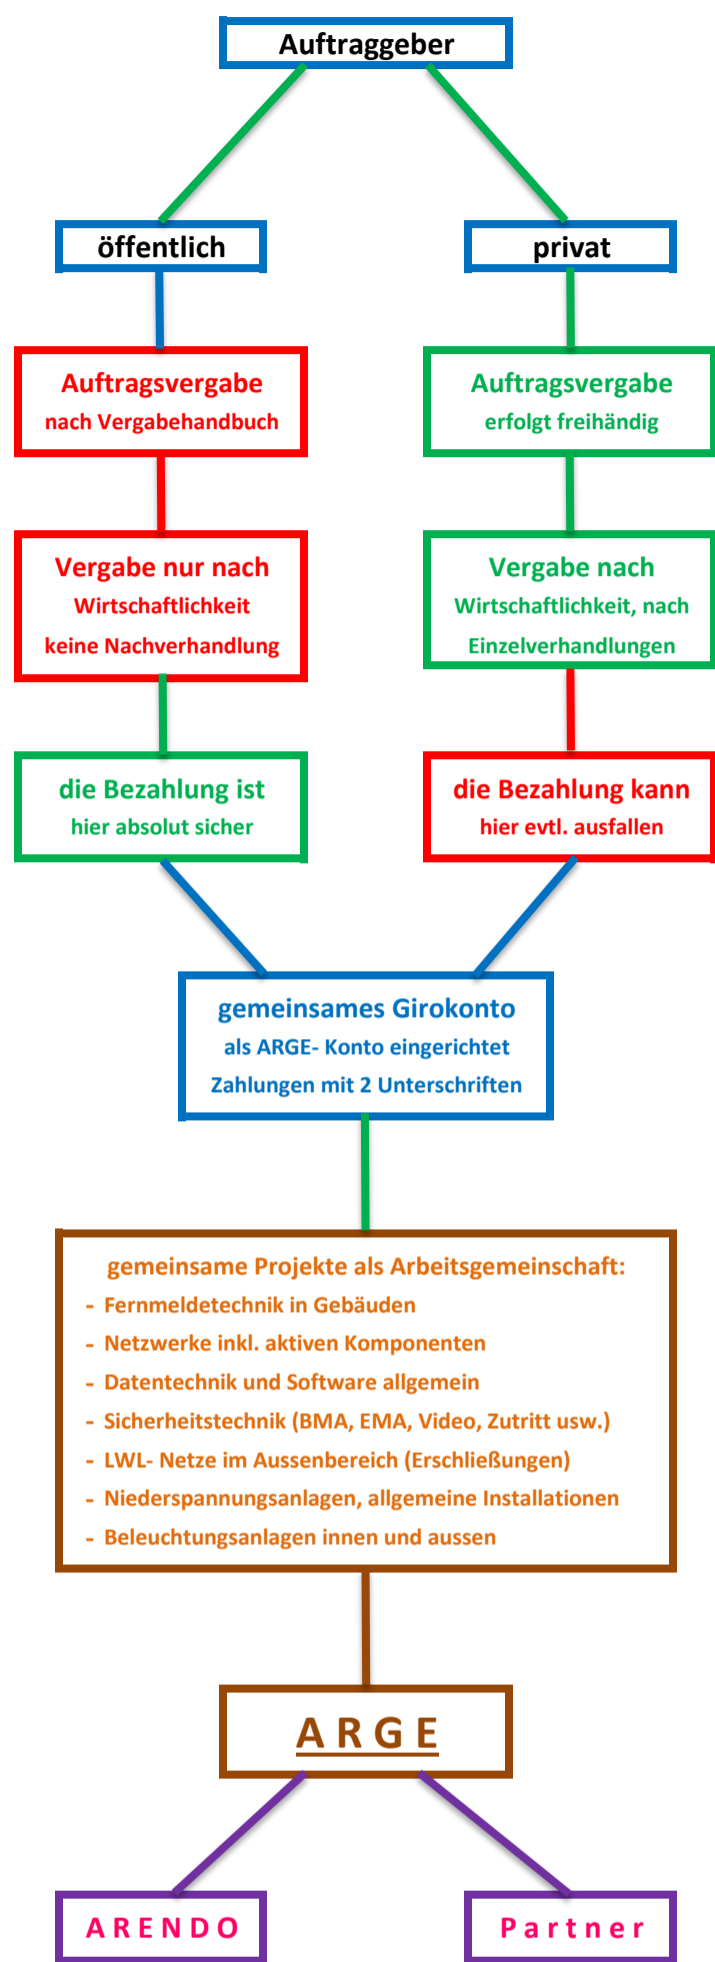 Auftraggeber
öffentlich
privat
Auftragsvergabe
nach Vergabehandbuch
Auftragsvergabe
erfolgt freihändig
Vergabe nur nach
Wirtschaftlichkeit
keine Nachverhandlung
Vergabe nach
Wirtschaftlichkeit, nach
Einzelverhandlungen
die Bezahlung ist
hier absolut sicher
die Bezahlung kann
hier evtl. ausfallen
gemeinsames Girokonto
als ARGE- Konto eingerichtet
Zahlungen mit 2 Unterschriften
gemeinsame Projekte als Arbeitsgemeinschaft:
- Fernmeldetechnik in Gebäuden
- Netzwerke inkl. aktiven Komponenten
- Datentechnik und Software allgemein
- Sicherheitstechnik (BMA, EMA, Video, Zutritt usw.)
- LWL- Netze im Aussenbereich (Erschließungen)
- Niederspannungsanlagen, allgemeine Installationen
- Beleuchtungsanlagen innen und aussen
A R G E
A R E N D O
P a r t n e r